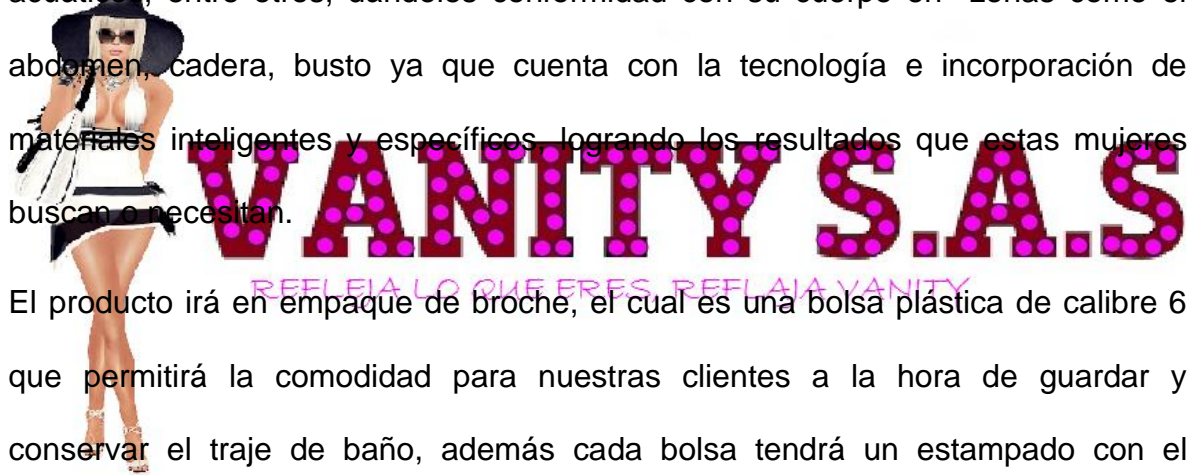 acuáticos, entre otros, dándoles conformidad con su cuerpo en zonas como el
abdomen, cadera, busto ya que cuenta con la tecnología e incorporación de
materiales inteligentes y específicos, logrando los resultados que estas mujeres
buscan o necesitan.
VANITY S.A.S
REFLEJA LO QUE ERES, REFLAJA VANITY
El producto irá en empaque de broche, el cual es una bolsa plástica de calibre 6
que permitirá la comodidad para nuestras clientes a la hora de guardar y
conservar el traje de baño, además cada bolsa tendrá un estampado con el